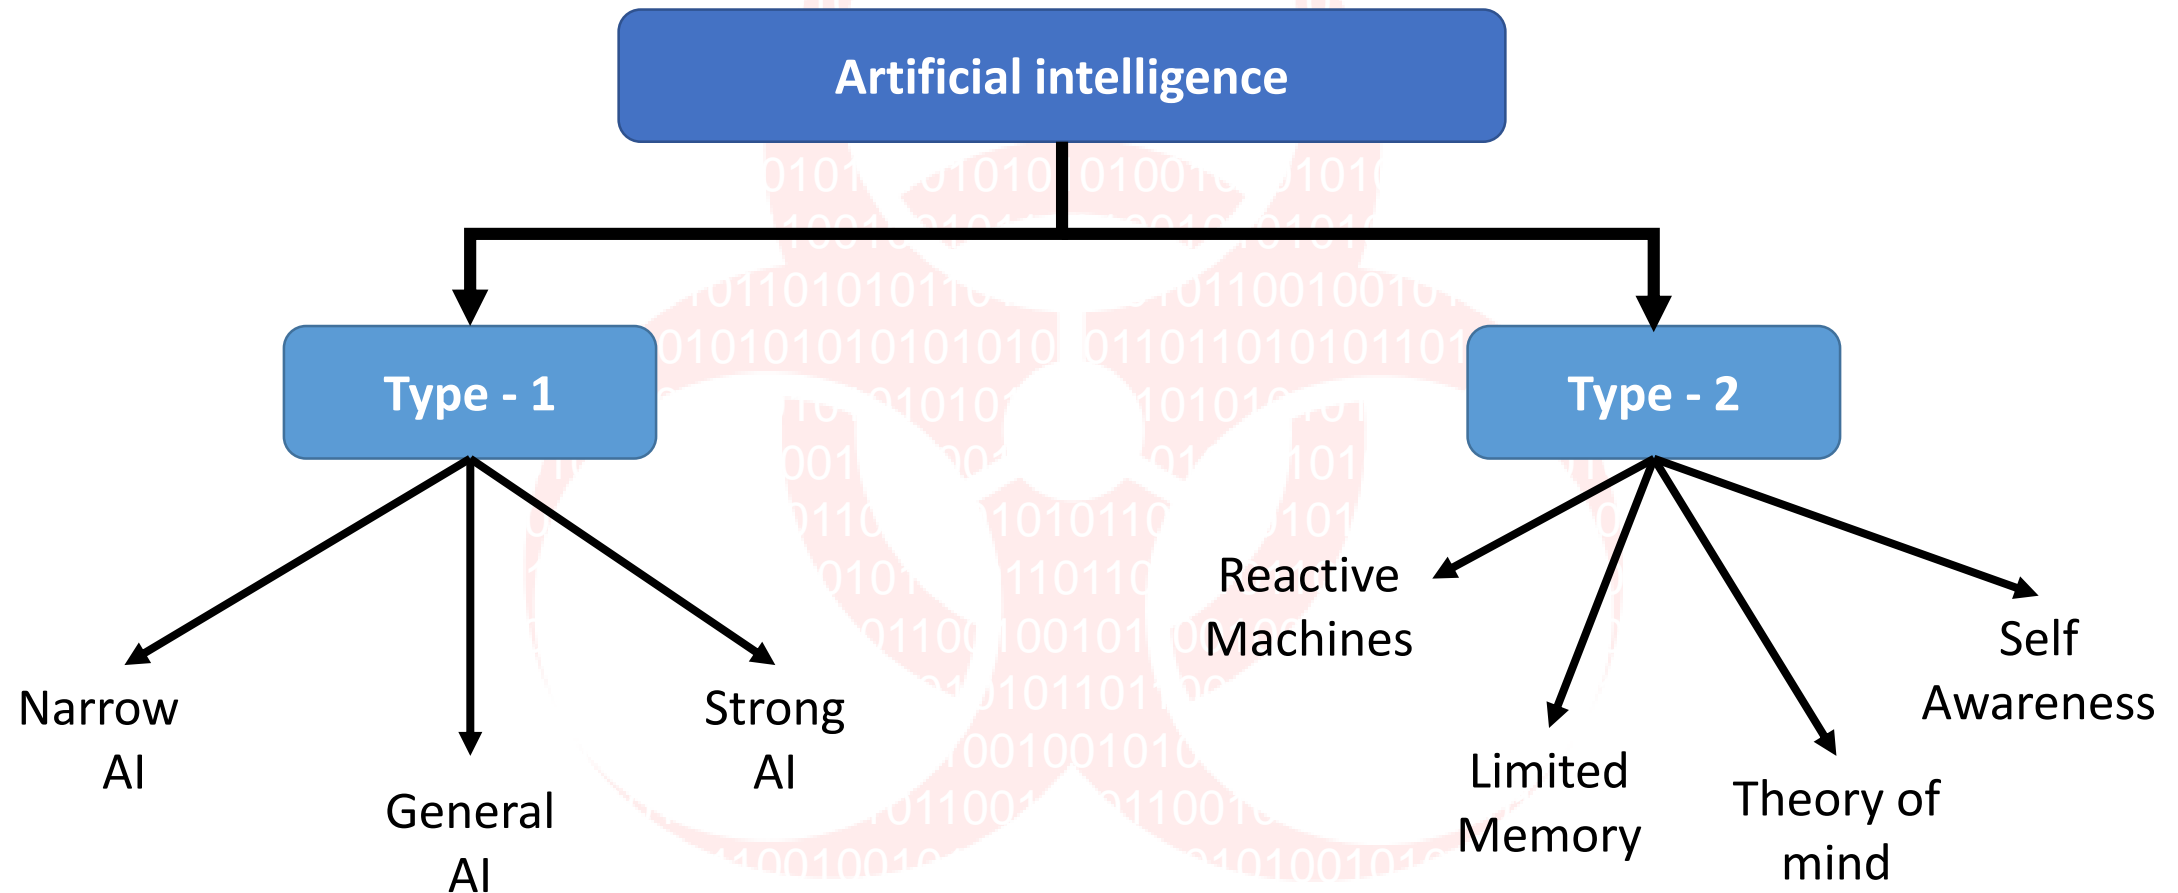 Artificial intelligence
Type - 1
Type - 2
Narrow
AI
General
AI
Strong
AI
Reactive
Machines
Limited
Memory
Theory of
mind
Self
Awareness